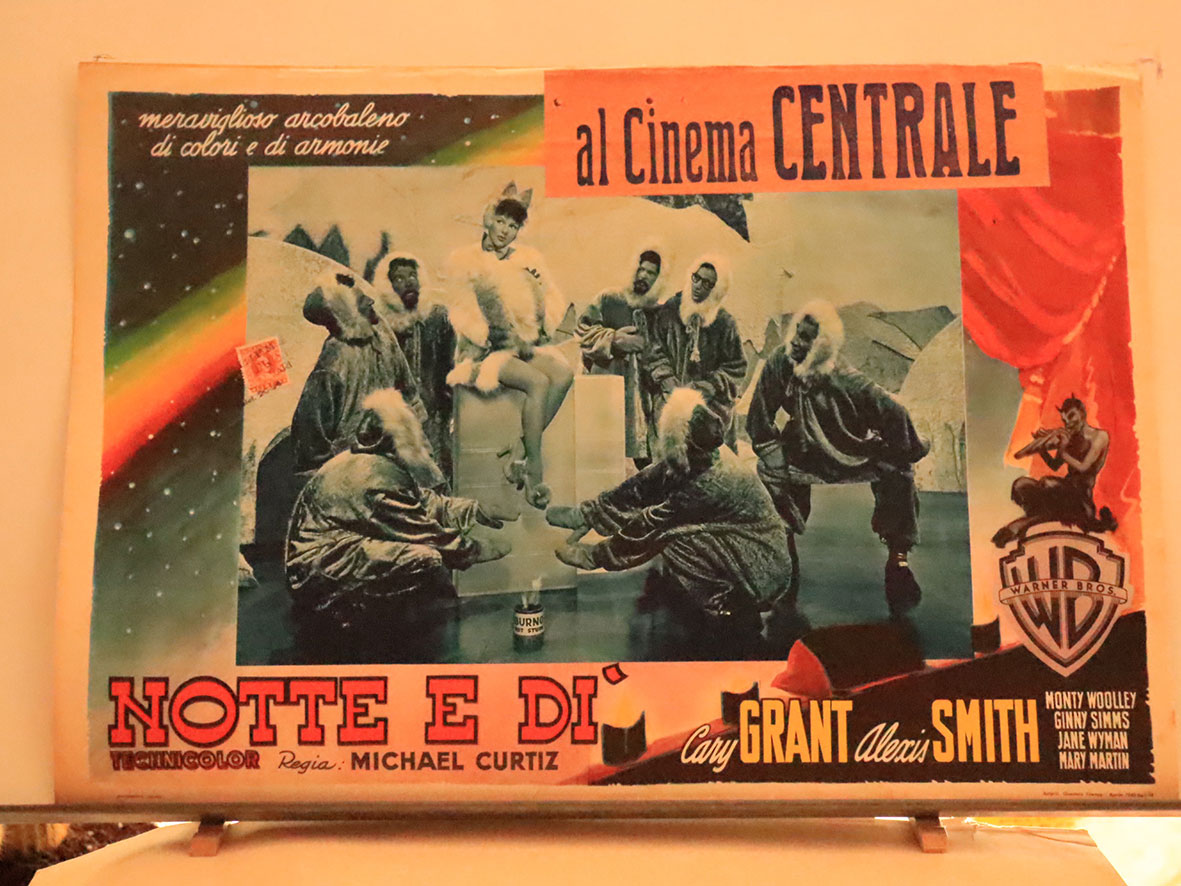 meraviglioso arcobaleno
di colori e di armonie
al Cinema CENTRALE
BURNO
WARNER BROS.
WB
NOTTE E DI'
TECHNICOLOR Regia: MICHAEL CURTIZ
Cary GRANT Alexis SMITH
MONTY WOOLLEY
GINNY SIMMS
JANE WYMAN
MARY MARTIN